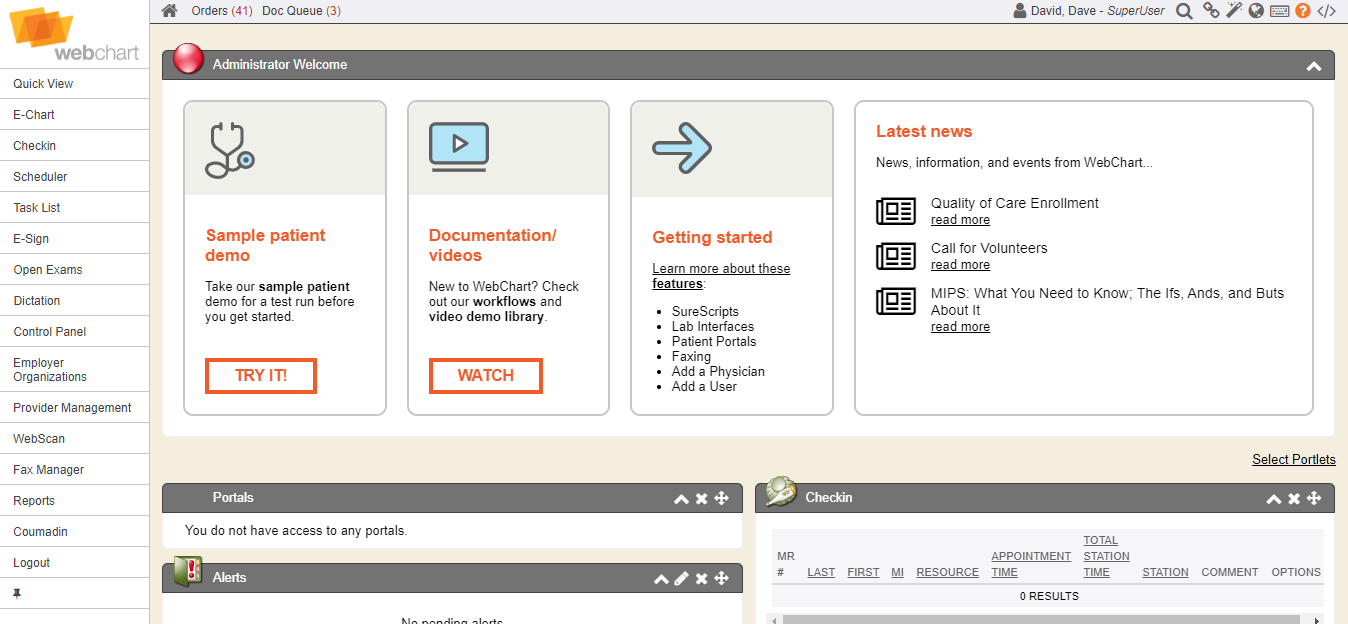 webchart
Orders (41) Doc Queue (3)
David, Dave - SuperUser
Quick View
E-Chart
Checkin
Scheduler
Task List
E-Sign
Open Exams
Dictation
Control Panel
Employer
Organizations
Provider Management
WebScan
Fax Manager
Reports
Coumadin
Logout
Administrator Welcome
Sample patient
demo
Take our sample patient
demo for a test run before
you get started.
TRY IT!
Documentation/
videos
New to WebChart? Check
out our workflows and
video demo library.
WATCH
Getting started
Learn more about these
features:
SureScripts
Lab Interfaces
Patient Portals
Faxing
Add a Physician
Add a User
Latest news
News, information, and events from WebChart...
Quality of Care Enrollment
read more
Call for Volunteers
read more
MIPS: What You Need to Know; The Ifs, Ands, and Buts
About It
read more
Select Portlets
Portals
You do not have access to any portals.
Alerts
No pending alerts
Checkin
MR
#
LAST
FIRST
MI
RESOURCE
APPOINTMENT
TIME
TOTAL
STATION
TIME
STATION
COMMENT
OPTIONS
0 RESULTS